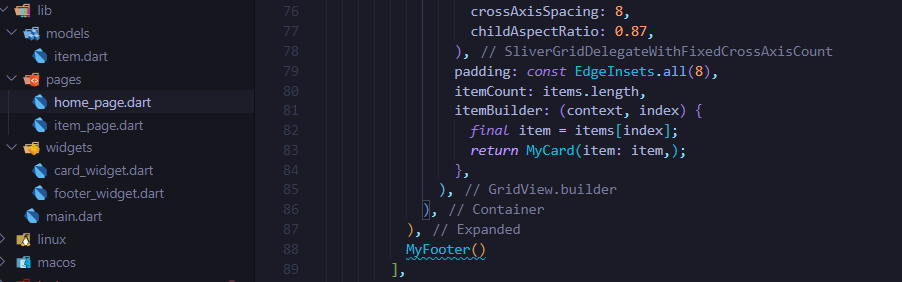 lib
models
item.dart
pages
home_page.dart
item_page.dart
widgets
card_widget.dart
footer_widget.dart
main.dart
linux
macos
76 crossAxisSpacing: 8,
77 childAspectRatio: 0.87,
78 ), // SliverGridDelegateWithFixedCrossAxisCount
79 padding: const EdgeInsets.all(8),
80 itemCount: items.length,
81 itemBuilder: (context, index) {
82 final item = items[index];
83 return MyCard(item: item,);
84 },
85 ), // GridView.builder
86 ), // Container
87 ), // Expanded
88 MyFooter()
89 ],